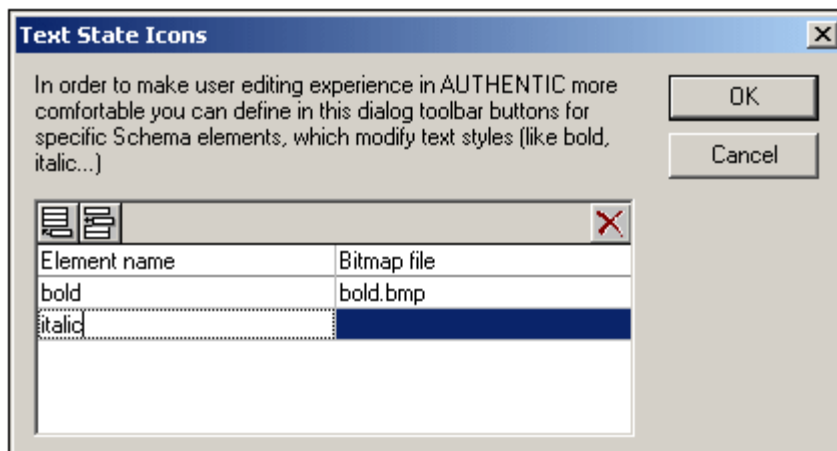 Text State Icons
In order to make user editing experience in AUTHENTIC more
comfortable you can define in this dialog toolbar buttons for
specific Schema elements, which modify text styles (like bold,
italic...)
OK
Cancel
Element name Bitmap file
bold bold.bmp
italic